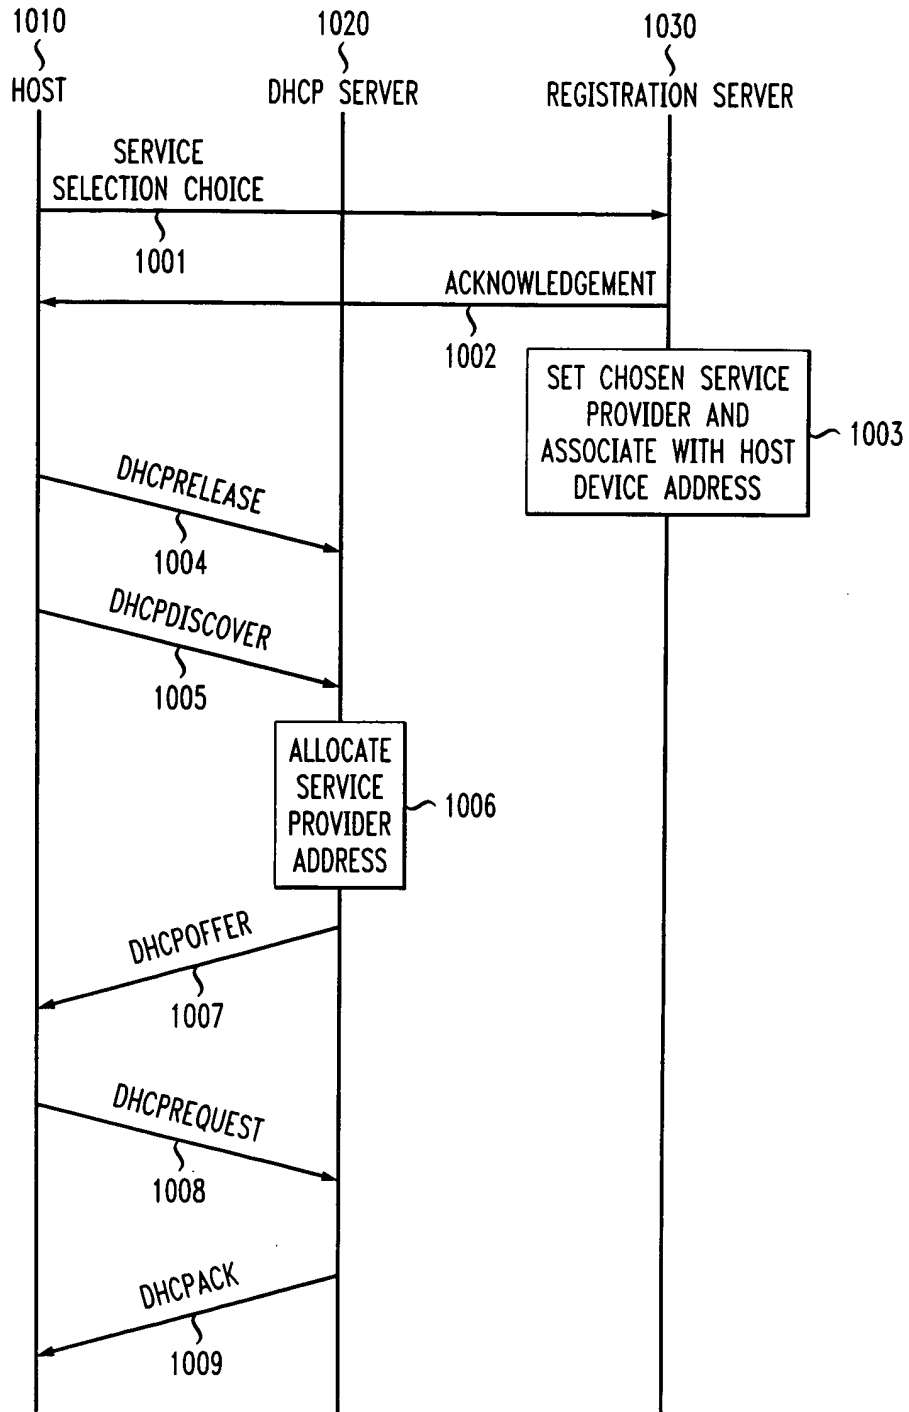 1010
1020
1030
HOST
DHCP SERVER
REGISTRATION SERVER
SERVICE
SELECTION CHOICE
1001
ACKNOWLEDGEMENT
1002
SET CHOSEN SERVICE
PROVIDER AND
ASSOCIATE WITH HOST
DEVICE ADDRESS
1003
DHCPRELEASE
1004
DHCPDISCOVER
1005
ALLOCATE
SERVICE
PROVIDER
ADDRESS
1006
DHCPOFFER
1007
DHCPREQUEST
1008
DHCPACK
1009